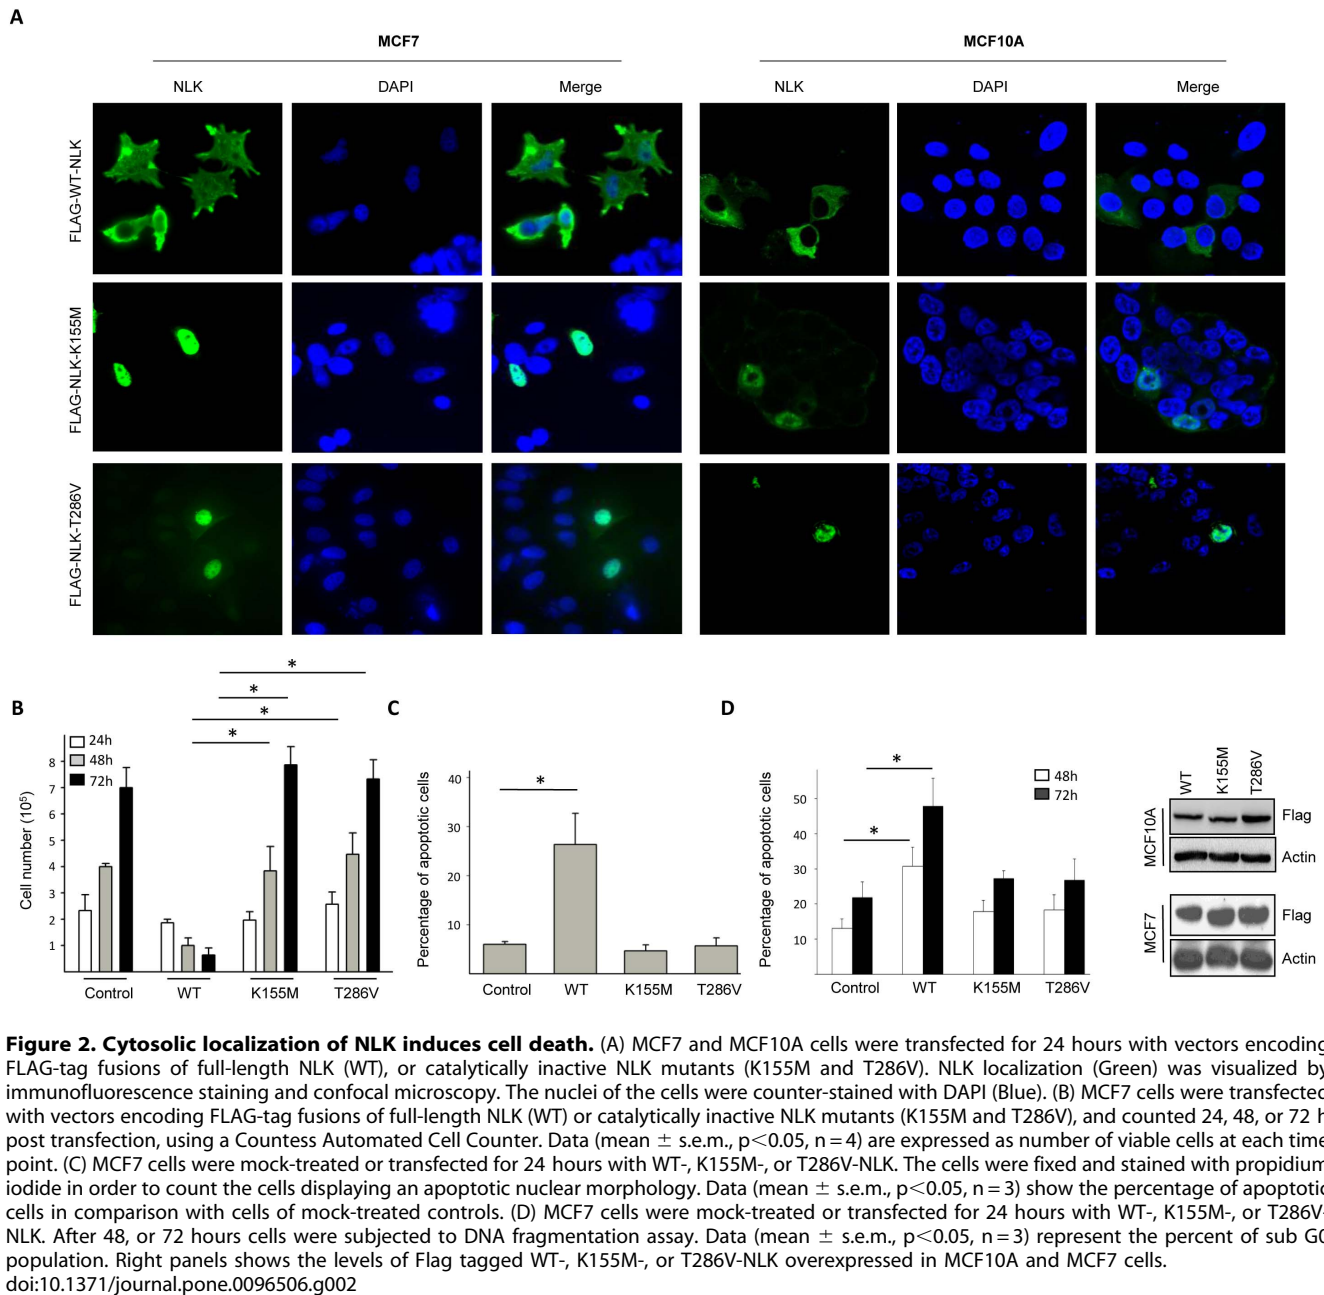 A
MCF7
MCF10A
NLK
DAPI
Merge
NLK
DAPI
Merge
FLAG-WT-NLK
FLAG-NLK-K155M
FLAG-NLK-T286V
B
*
*
*
*
24h
48h
72h
Cell number (10⁵)
8
7
6
5
4
3
2
1
Control
WT
K155M
T286V
C
*
Percentage of apoptotic cells
40
30
20
10
Control
WT
K155M
T286V
D
*
*
48h
72h
Percentage of apoptotic cells
50
40
30
20
10
Control
WT
K155M
T286V
WT
K155M
T286V
MCF10A
Flag
Actin
MCF7
Flag
Actin
Figure 2. Cytosolic localization of NLK induces cell death. (A) MCF7 and MCF10A cells were transfected for 24 hours with vectors encoding
FLAG-tag fusions of full-length NLK (WT), or catalytically inactive NLK mutants (K155M and T286V). NLK localization (Green) was visualized by
immunofluorescence staining and confocal microscopy. The nuclei of the cells were counter-stained with DAPI (Blue). (B) MCF7 cells were transfected
with vectors encoding FLAG-tag fusions of full-length NLK (WT) or catalytically inactive NLK mutants (K155M and T286V), and counted 24, 48, or 72 h
post transfection, using a Countess Automated Cell Counter. Data (mean ± s.e.m., p<0.05, n = 4) are expressed as number of viable cells at each time
point. (C) MCF7 cells were mock-treated or transfected for 24 hours with WT-, K155M-, or T286V-NLK. The cells were fixed and stained with propidium
iodide in order to count the cells displaying an apoptotic nuclear morphology. Data (mean ± s.e.m., p<0.05, n = 3) show the percentage of apoptotic
cells in comparison with cells of mock-treated controls. (D) MCF7 cells were mock-treated or transfected for 24 hours with WT-, K155M-, or T286V-
NLK. After 48, or 72 hours cells were subjected to DNA fragmentation assay. Data (mean ± s.e.m., p<0.05, n = 3) represent the percent of sub G0
population. Right panels shows the levels of Flag tagged WT-, K155M-, or T286V-NLK overexpressed in MCF10A and MCF7 cells.
doi:10.1371/journal.pone.0096506.g002